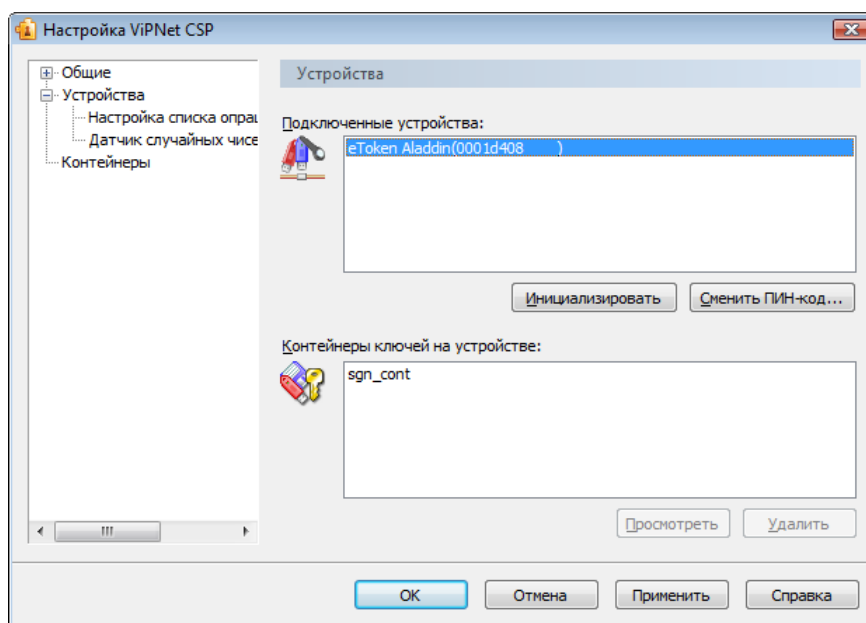 Настройка ViPNet CSP
Общие
Устройства
Настройка списка опра
Датчик случайных чисе
Контейнеры
Устройства
Подключенные устройства:
eToken Aladdin(0001d408 )
Инициализировать
Сменить ПИН-код...
Контейнеры ключей на устройстве:
sgn_cont
Просмотреть
Удалить
OK
Отмена
Применить
Справка